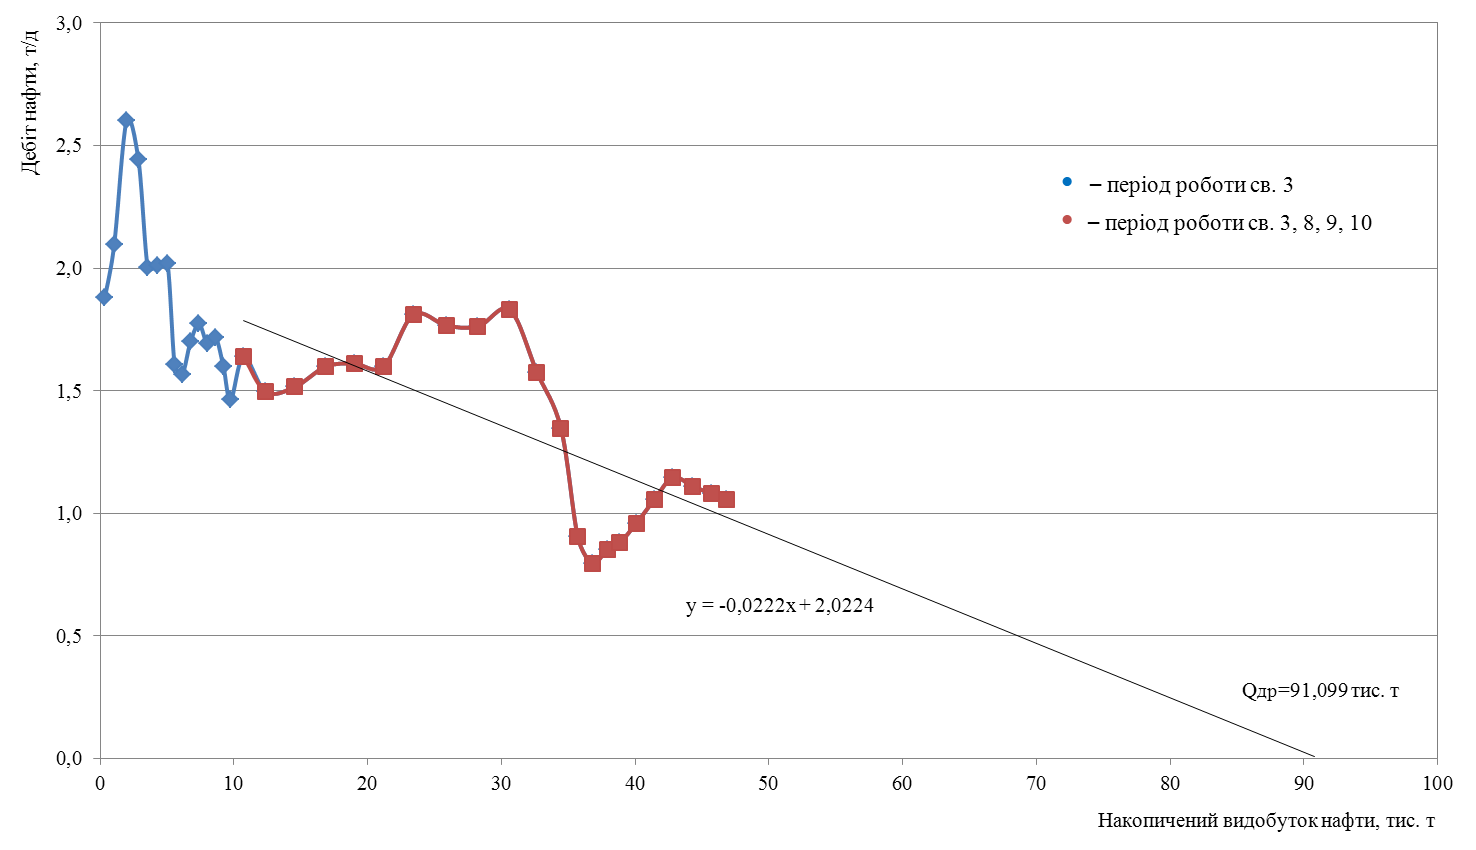 Дебіт нафти, т/д
3,0
2,5
2,0
1,5
1,0
0,5
0,0
– період роботи св. 3
– період роботи св. 3, 8, 9, 10
y = -0,0222x + 2,0224
Qдр=91,099 тис. т
0 10 20 30 40 50 60 70 80 90 100
Накопичений видобуток нафти, тис. т